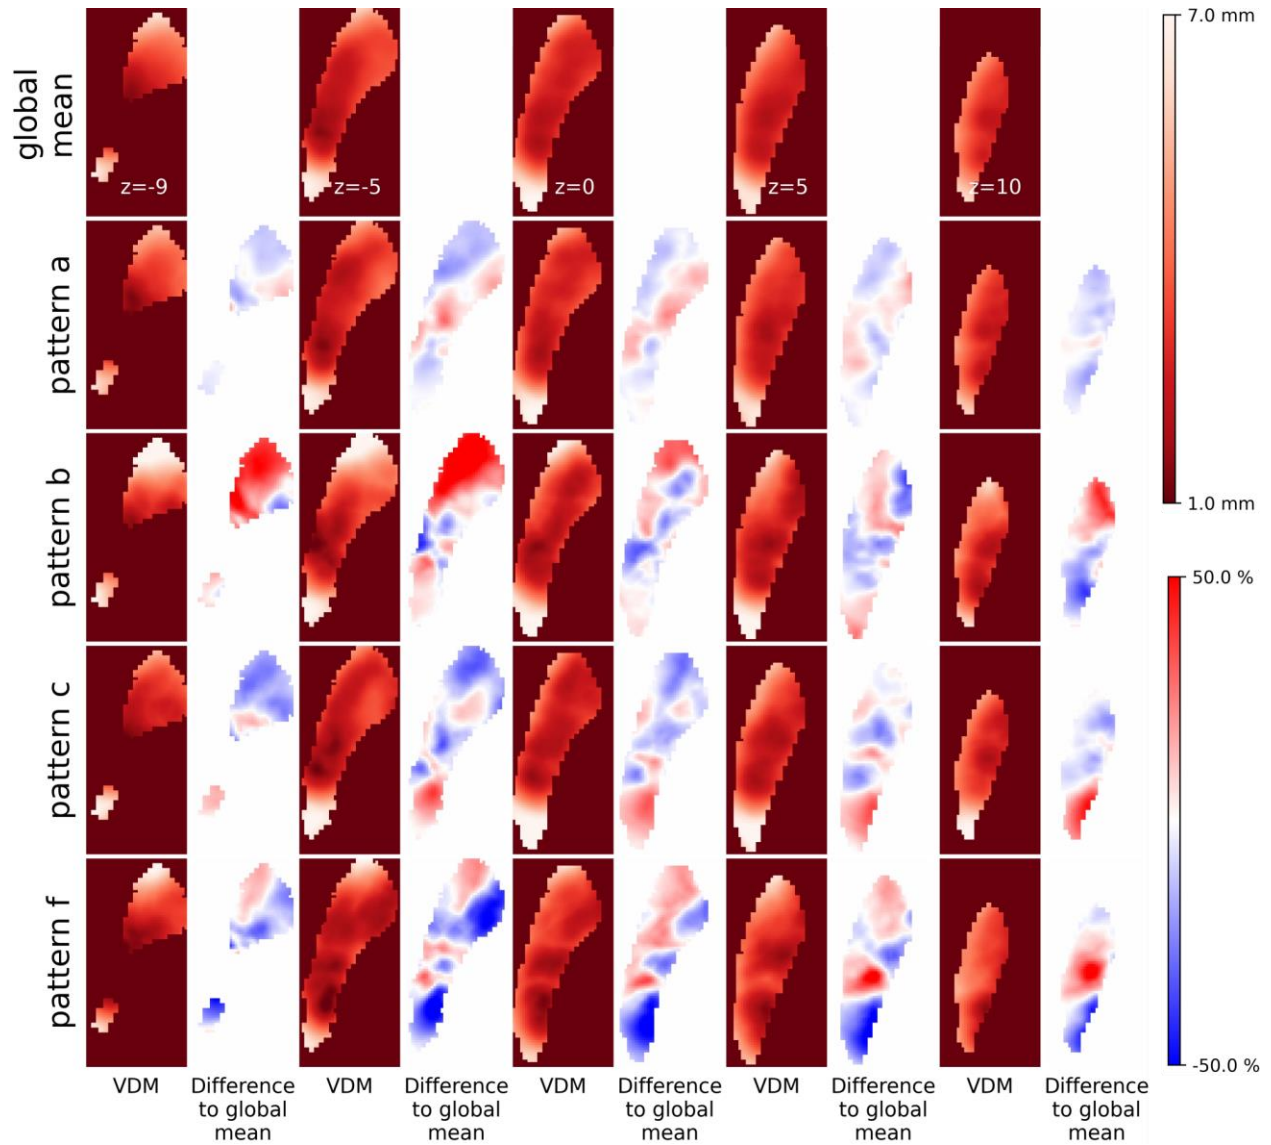 global
mean
z=-9
z=-5
z=0
z=5
z=10
7.0 mm
1.0 mm
pattern a
pattern b
50.0 %
pattern c
pattern f
-50.0 %
VDM
Difference
to global
mean
VDM
Difference
to global
mean
VDM
Difference
to global
mean
VDM
Difference
to global
mean
VDM
Difference
to global
mean